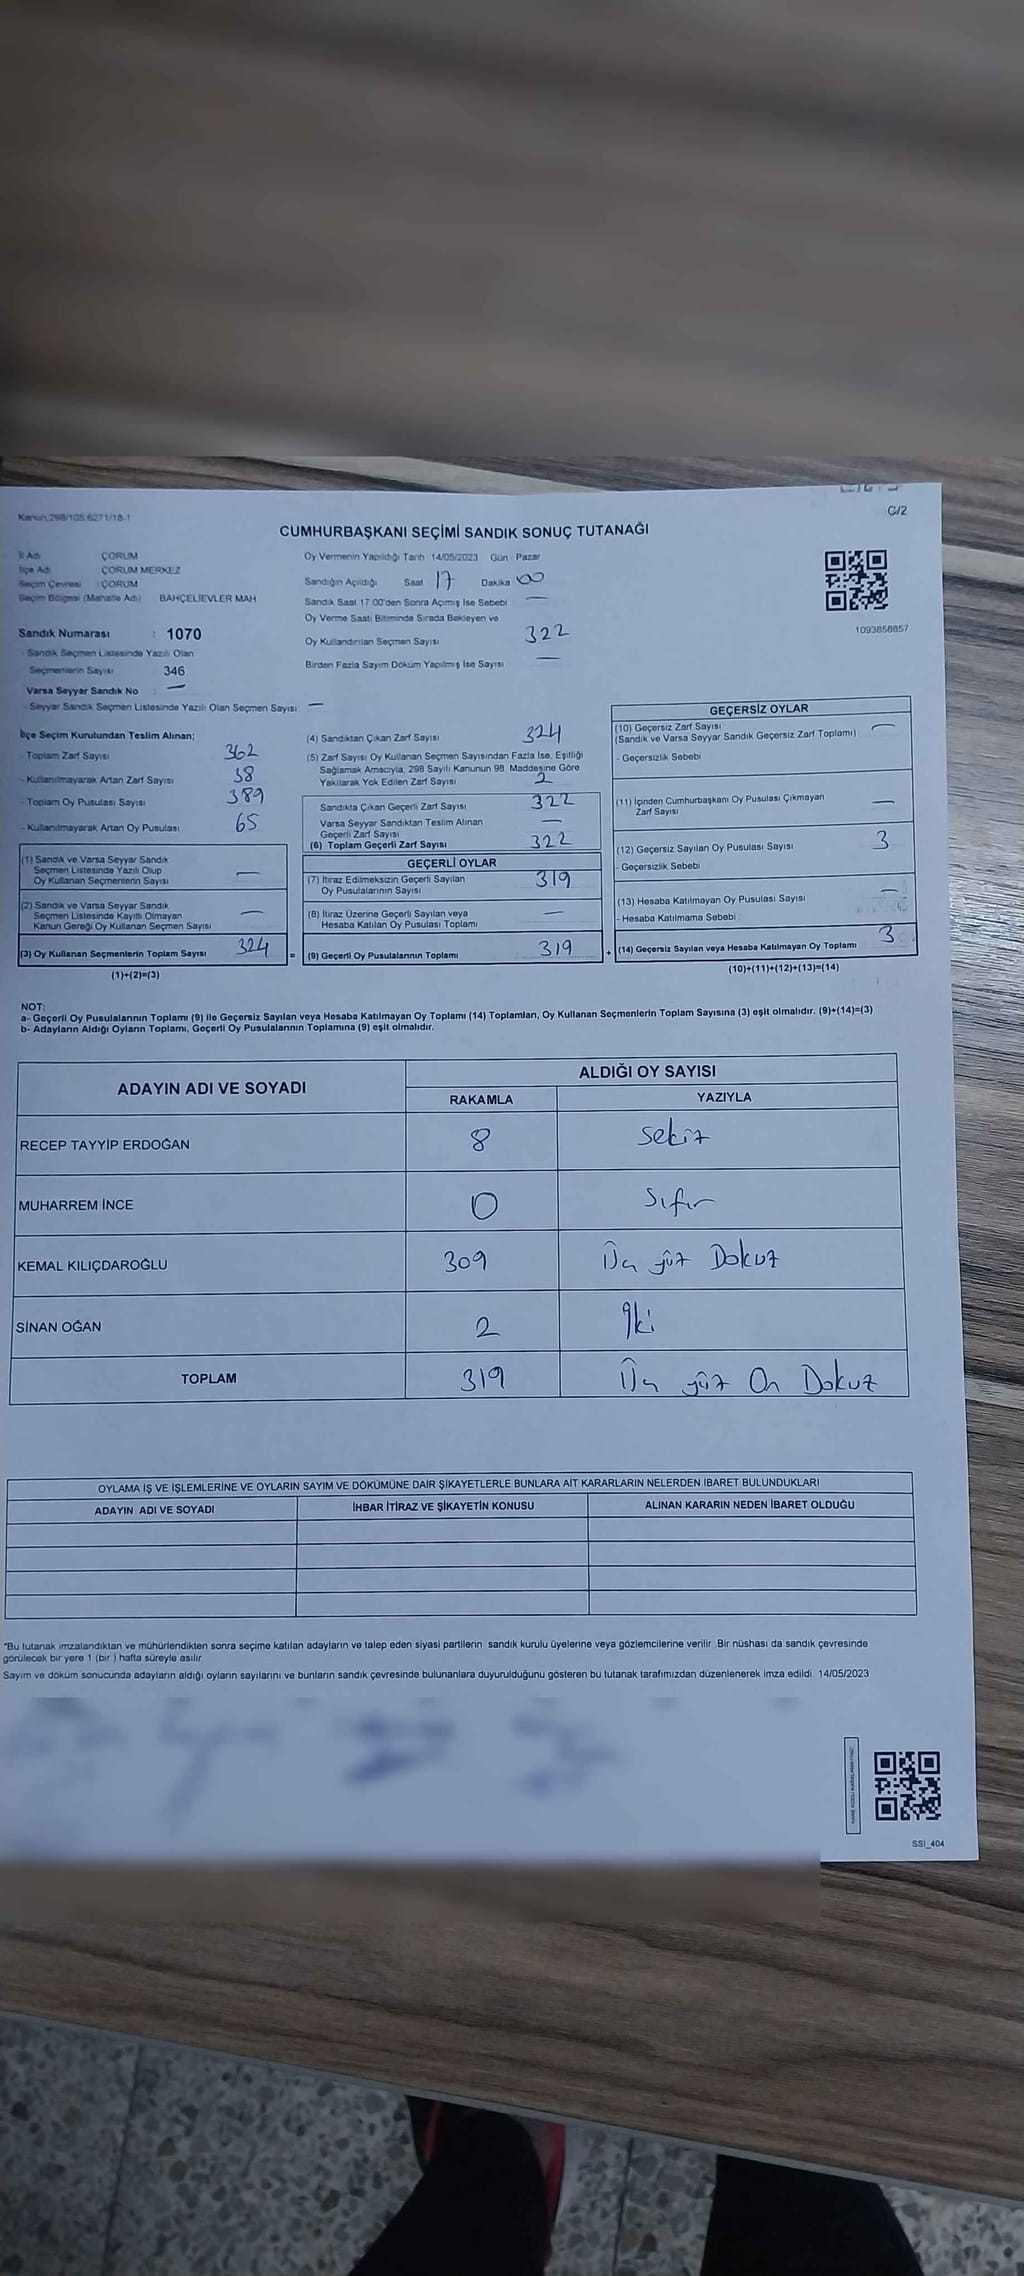 C/2
Kanun 298/105,6271/18-1
CUMHURBAŞKANI SEÇİMİ SANDIK SONUÇ TUTANAĞI
İl Adı ÇORUM
İlçe Adı ÇORUM MERKEZ
Seçim Çevresi : ÇORUM
Seçim Bölgesi (Mahalle Adı) BAHÇELİEVLER MAH
Sandık Numarası : 1070
- Sandık Seçmen Listesinde Yazılı Olan
Seçmenlerin Sayısı 346
Varsa Seyyar Sandık No —
- Seyyar Sandık Seçmen Listesinde Yazılı Olan Seçmen Sayısı —
Oy Vermenin Yapıldığı Tarih 14/05/2023 Gün Pazar
Sandığın Açıldığı Saat 17 Dakika 00
Sandık Saat 17:00'den Sonra Açımış İse Sebebi —
Oy Verme Saati Bitiminde Sırada Bekleyen ve
Oy Kullandırılan Seçmen Sayısı 322
Birden Fazla Sayım Döküm Yapılmış İse Sayısı —
1093858857
İlçe Seçim Kurulundan Teslim Alınan;
- Toplam Zarf Sayısı 362
- Kullanılmayarak Artan Zarf Sayısı 38
- Toplam Oy Pusulası Sayısı 389
- Kullanılmayarak Artan Oy Pusulası 65
(1) Sandık ve Varsa Seyyar Sandık
Seçmen Listesinde Yazılı Olup
Oy Kullanan Seçmenlerin Sayısı —
(2) Sandık ve Varsa Seyyar Sandık
Seçmen Listesinde Kayıtlı Olmayan
Kanun Gereği Oy Kullanan Seçmen Sayısı —
(3) Oy Kullanan Seçmenlerin Toplam Sayısı 324
(1)+(2)=(3)
(4) Sandıktan Çıkan Zarf Sayısı 324
(5) Zarf Sayısı Oy Kullanan Seçmen Sayısından Fazla İse, Eşitliği
Sağlamak Amacıyla, 298 Sayılı Kanunun 98. Maddesine Göre
Yakılarak Yok Edilen Zarf Sayısı 2
Sandıkta Çıkan Geçerli Zarf Sayısı 322
Varsa Seyyar Sandıktan Teslim Alınan
Geçerli Zarf Sayısı —
(6) Toplam Geçerli Zarf Sayısı 322
GEÇERLİ OYLAR
(7) İtiraz Edilmeksizin Geçerli Sayılan
Oy Pusulalarının Sayısı 319
(8) İtiraz Üzerine Geçerli Sayılan veya
Hesaba Katılan Oy Pusulası Toplamı —
= (9) Geçerli Oy Pusulalarının Toplamı 319
GEÇERSİZ OYLAR
(10) Geçersiz Zarf Sayısı —
(Sandık ve Varsa Seyyar Sandık Geçersiz Zarf Toplamı)
- Geçersizlik Sebebi
(11) İçinden Cumhurbaşkanı Oy Pusulası Çıkmayan
Zarf Sayısı —
(12) Geçersiz Sayılan Oy Pusulası Sayısı 3
- Geçersizlik Sebebi
(13) Hesaba Katılmayan Oy Pusulası Sayısı —
- Hesaba Katılmama Sebebi
+ (14) Geçersiz Sayılan veya Hesaba Katılmayan Oy Toplamı 3
(10)+(11)+(12)+(13)=(14)
NOT:
a- Geçerli Oy Pusulalarının Toplamı (9) ile Geçersiz Sayılan veya Hesaba Katılmayan Oy Toplamı (14) Toplamları, Oy Kullanan Seçmenlerin Toplam Sayısına (3) eşit olmalıdır. (9)+(14)=(3)
b- Adayların Aldığı Oyların Toplamı, Geçerli Oy Pusulalarının Toplamına (9) eşit olmalıdır.
ADAYIN ADI VE SOYADI
ALDIĞI OY SAYISI
RAKAMLA YAZIYLA
RECEP TAYYİP ERDOĞAN 8 Sekiz
MUHARREM İNCE 0 Sıfır
KEMAL KILIÇDAROĞLU 309 Üç yüz Dokuz
SİNAN OĞAN 2 İki
TOPLAM 319 Üç yüz On Dokuz
OYLAMA İŞ VE İŞLEMLERİNE VE OYLARIN SAYIM VE DÖKÜMÜNE DAİR ŞİKAYETLERLE BUNLARA AİT KARARLARIN NELERDEN İBARET BULUNDUKLARI
ADAYIN ADI VE SOYADI İHBAR İTİRAZ VE ŞİKAYETİN KONUSU ALINAN KARARIN NEDEN İBARET OLDUĞU
*Bu tutanak imzalandıktan ve mühürlendikten sonra seçime katılan adayların ve talep eden siyasi partilerin sandık kurulu üyelerine veya gözlemcilerine verilir. Bir nüshası da sandık çevresinde
görülecek bir yere 1 (bir ) hafta süreyle asılır.
Sayım ve döküm sonucunda adayların aldığı oyların sayılarını ve bunların sandık çevresinde bulunanlara duyurulduğunu gösteren bu tutanak tarafımızdan düzenlenerek imza edildi 14/05/2023
SSI_404